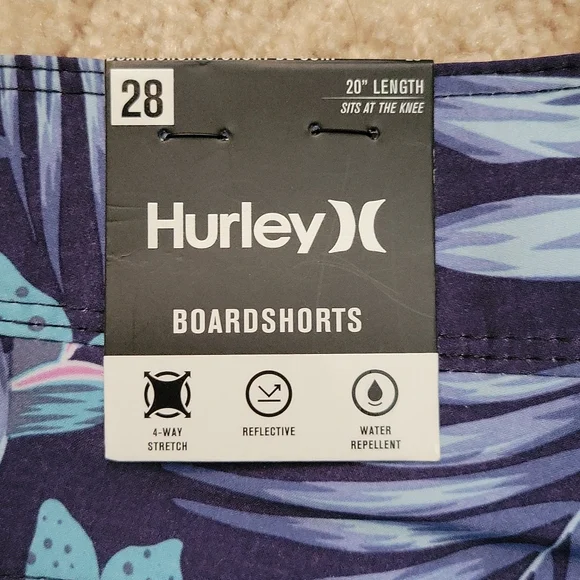 28
20" LENGTH
SITS AT THE KNEE
Hurley
BOARDSHORTS
4-WAY
STRETCH
REFLECTIVE
WATER
REPELLENT